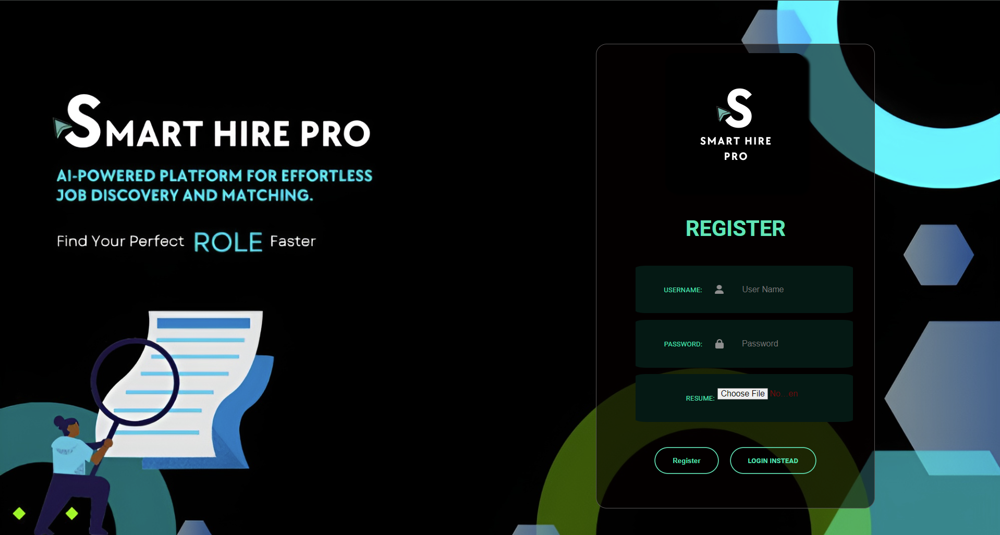 SMART HIRE PRO
AI-POWERED PLATFORM FOR EFFORTLESS
JOB DISCOVERY AND MATCHING.
Find Your Perfect ROLE Faster
S
SMART HIRE
PRO
REGISTER
USERNAME: User Name
PASSWORD: Password
RESUME: Choose File No...en
Register LOGIN INSTEAD